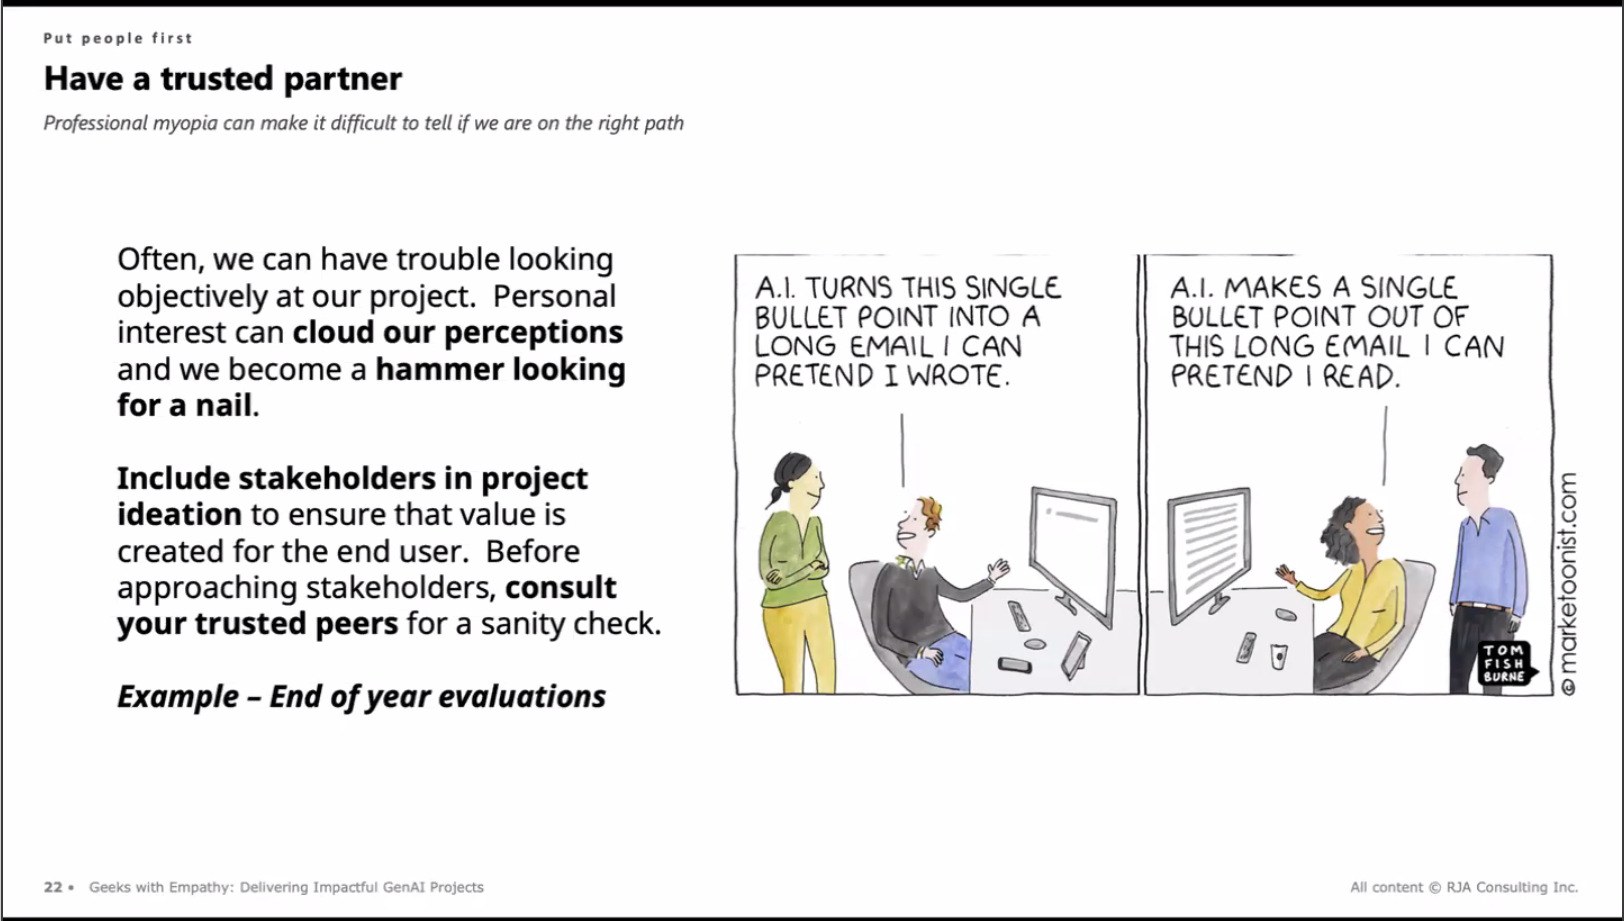 Put people first
Have a trusted partner
Professional myopia can make it difficult to tell if we are on the right path
Often, we can have trouble looking
objectively at our project.  Personal
interest can cloud our perceptions
and we become a hammer looking
for a nail.
Include stakeholders in project
ideation to ensure that value is
created for the end user.  Before
approaching stakeholders, consult
your trusted peers for a sanity check.
Example – End of year evaluations
A.I. TURNS THIS SINGLE
BULLET POINT INTO A
LONG EMAIL I CAN
PRETEND I WROTE.
A.I. MAKES A SINGLE
BULLET POINT OUT OF
THIS LONG EMAIL I CAN
PRETEND I READ.
TOM
FISH
BURNE
© marketoonist.com
22 • Geeks with Empathy: Delivering Impactful GenAI Projects
All content © RJA Consulting Inc.